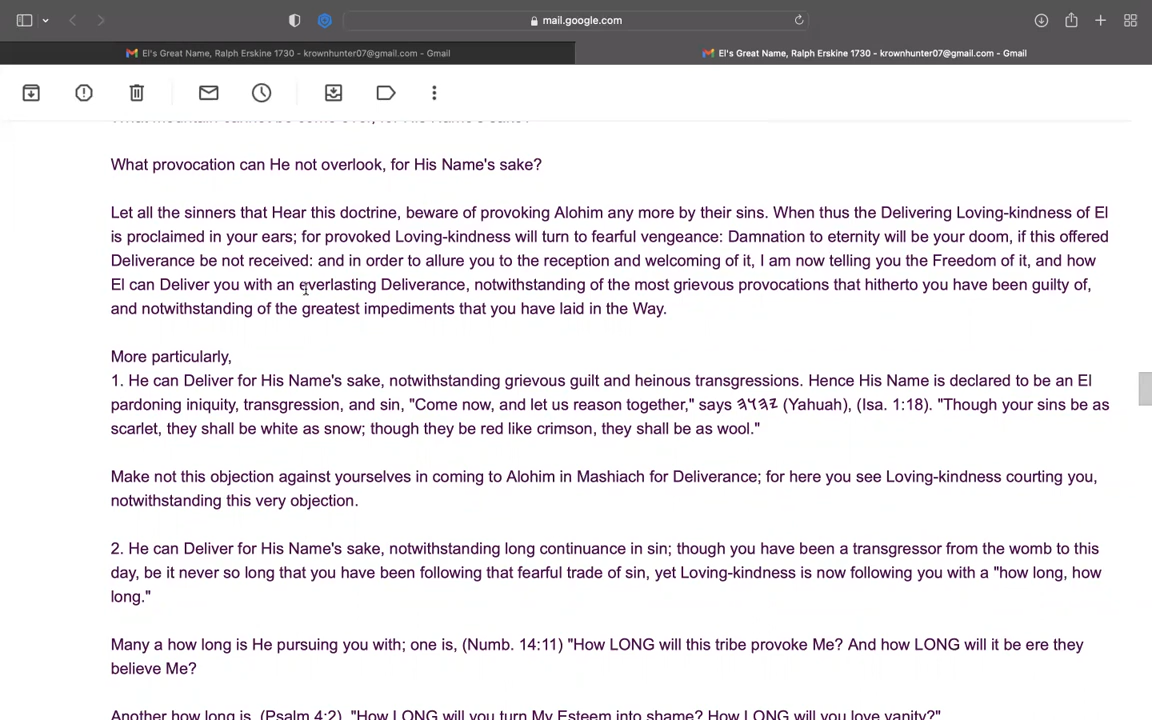 mail.google.com
El's Great Name, Ralph Erskine 1730 - krownhunter07@gmail.com - Gmail
El's Great Name, Ralph Erskine 1730 - krownhunter07@gmail.com - Gmail
What mountain cannot be come over, for His Name's sake?
What provocation can He not overlook, for His Name's sake?
Let all the sinners that Hear this doctrine, beware of provoking Alohim any more by their sins. When thus the Delivering Loving-kindness of El
is proclaimed in your ears; for provoked Loving-kindness will turn to fearful vengeance: Damnation to eternity will be your doom, if this offered
Deliverance be not received: and in order to allure you to the reception and welcoming of it, I am now telling you the Freedom of it, and how
El can Deliver you with an everlasting Deliverance, notwithstanding of the most grievous provocations that hitherto you have been guilty of,
and notwithstanding of the greatest impediments that you have laid in the Way.
More particularly,
1. He can Deliver for His Name's sake, notwithstanding grievous guilt and heinous transgressions. Hence His Name is declared to be an El
pardoning iniquity, transgression, and sin, "Come now, and let us reason together," says 𐤉𐤄𐤅𐤄 (Yahuah), (Isa. 1:18). "Though your sins be as
scarlet, they shall be white as snow; though they be red like crimson, they shall be as wool."
Make not this objection against yourselves in coming to Alohim in Mashiach for Deliverance; for here you see Loving-kindness courting you,
notwithstanding this very objection.
2. He can Deliver for His Name's sake, notwithstanding long continuance in sin; though you have been a transgressor from the womb to this
day, be it never so long that you have been following that fearful trade of sin, yet Loving-kindness is now following you with a "how long, how
long."
Many a how long is He pursuing you with; one is, (Numb. 14:11) "How LONG will this tribe provoke Me? And how LONG will it be ere they
believe Me?
Another how long is, (Psalm 4:2), "How LONG will you turn My Esteem into shame? How LONG will you love vanity?"